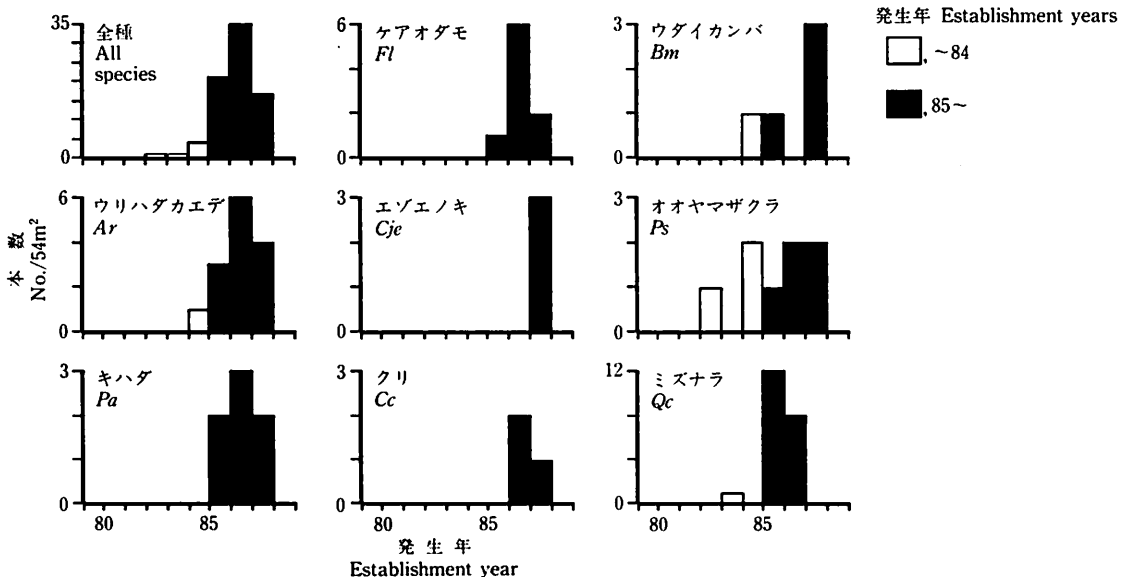 全種
All
species
35
0
ケアオダモ
Fl
6
0
ウダイカンバ
Bm
3
0
発生年 Establishment years
, ~84
, 85~
ウリハダカエデ
Ar
6
0
エゾエノキ
Cje
3
0
オオヤマザクラ
Ps
3
0
本数
No./54m²
キハダ
Pa
3
0
クリ
Cc
3
0
ミズナラ
Qc
12
0
80 85
80 85
80 85
発生年
Establishment year